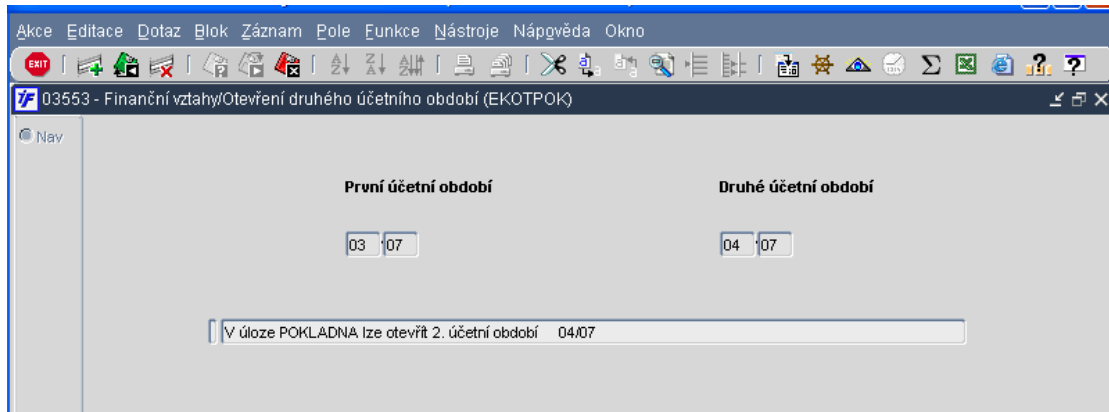 Akce Editace Dotaz Blok Záznam Pole Funkce Nástroje Nápověda Okno
EXIT
03553 - Finanční vztahy/Otevření druhého účetního období (EKOTPOK)
Nav
První účetní období Druhé účetní období
03 07 04 07
V úloze POKLADNA lze otevřít 2. účetní období 04/07